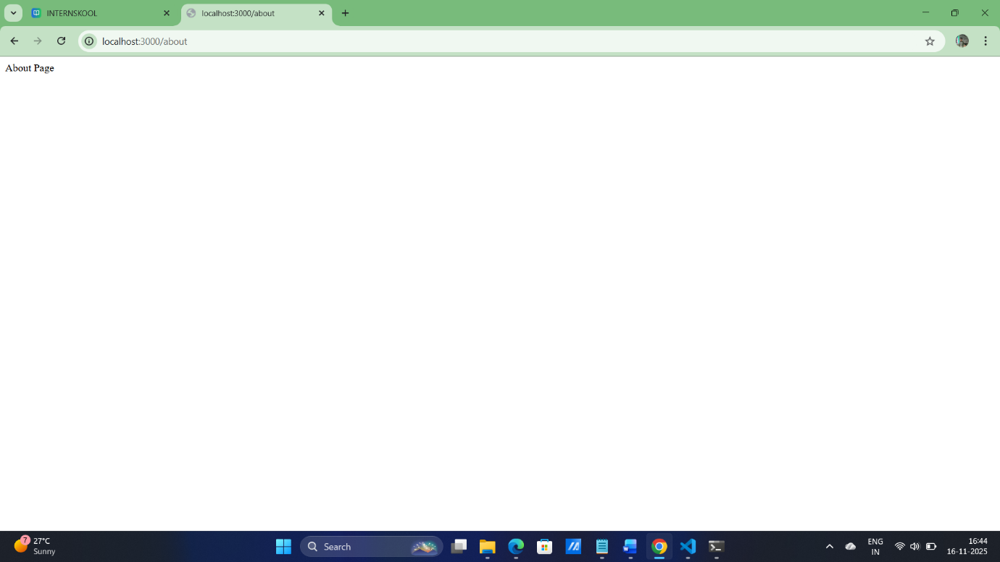 INTERNSKOOL
localhost:3000/about
localhost:3000/about
About Page
7
27°C
Sunny
Search
ENG
IN
16:44
16-11-2025